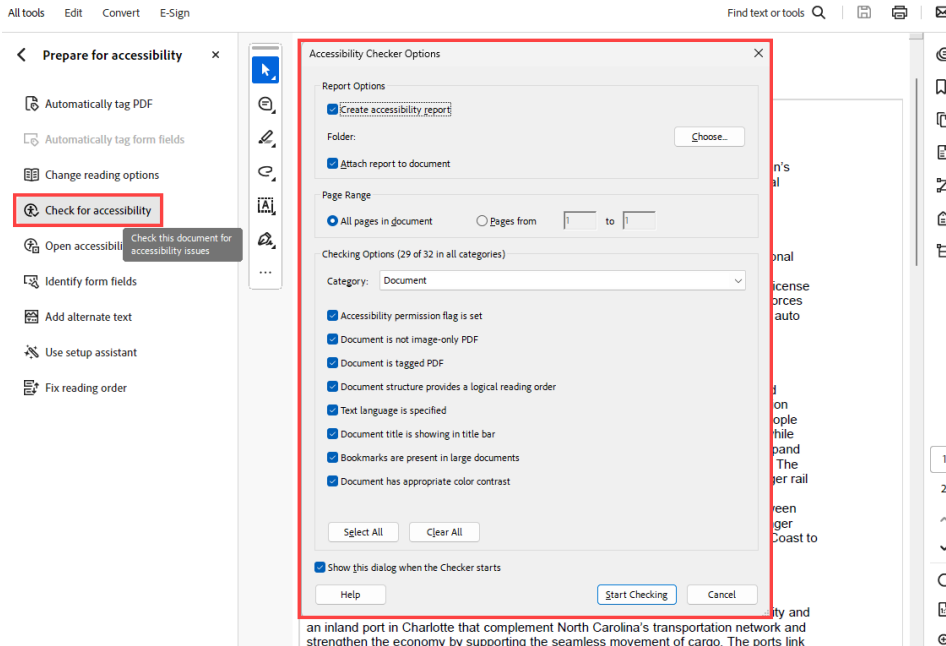 All tools Edit Convert E-Sign Find text or tools
Prepare for accessibility
Automatically tag PDF
Automatically tag form fields
Change reading options
Check for accessibility
Open accessibili
Check this document for
accessibility issues
Identify form fields
Add alternate text
Use setup assistant
Fix reading order
Accessibility Checker Options
Report Options
Create accessibility report
Folder: Choose...
Attach report to document
Page Range
All pages in document Pages from 1 to 1
Checking Options (29 of 32 in all categories)
Category: Document
Accessibility permission flag is set
Document is not image-only PDF
Document is tagged PDF
Document structure provides a logical reading order
Text language is specified
Document title is showing in title bar
Bookmarks are present in large documents
Document has appropriate color contrast
Select All Clear All
Show this dialog when the Checker starts
Help Start Checking Cancel
n's
al
onal
icense
orces
auto
d
on
ople
hile
pand
The
ger rail
veen
ger
Coast to
ity and
an inland port in Charlotte that complement North Carolina's transportation network and
strengthen the economy by supporting the seamless movement of cargo. The ports link
1
2